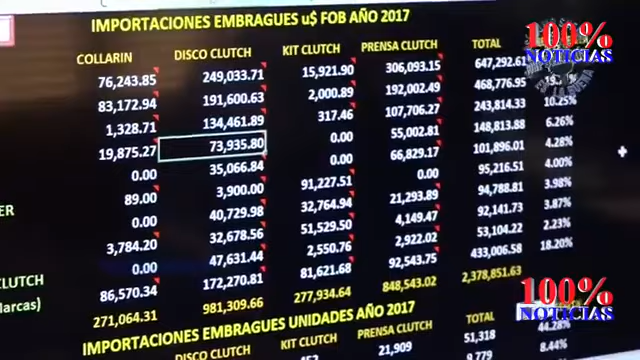 IMPORTACIONES EMBRAGUES u$ FOB AÑO 2017
COLLARIN DISCO CLUTCH KIT CLUTCH PRENSA CLUTCH TOTAL
76,243.85 249,033.71 15,921.90 306,093.15 647,292.61
83,172.94 191,600.63 2,000.89 192,002.49 468,776.95
1,328.71 134,461.89 317.46 107,706.27 243,814.33 10.25%
19,875.27 73,935.80 0.00 55,002.81 148,813.88 6.26%
0.00 35,066.84 0.00 66,829.17 101,896.01 4.28%
89.00 3,900.00 91,227.51 0.00 95,216.51 4.00%
ER 0.00 40,729.98 32,764.94 21,293.89 94,788.81 3.98%
3,784.20 32,678.56 51,529.50 4,149.47 92,141.73 3.87%
0.00 47,631.44 2,550.76 2,922.02 53,104.22 2.23%
CLUTCH 86,570.34 172,270.81 81,621.68 92,543.75 433,006.58 18.20%
Marcas) 271,064.31 981,309.66 277,934.64 848,542.03 2,378,851.63
IMPORTACIONES EMBRAGUES UNIDADES AÑO 2017
DISCO CLUTCH KIT CLUTCH PRENSA CLUTCH TOTAL
21,909 51,318 44.28%
9,779 8.44%
100%
NOTICIAS
100%
NOTICIAS